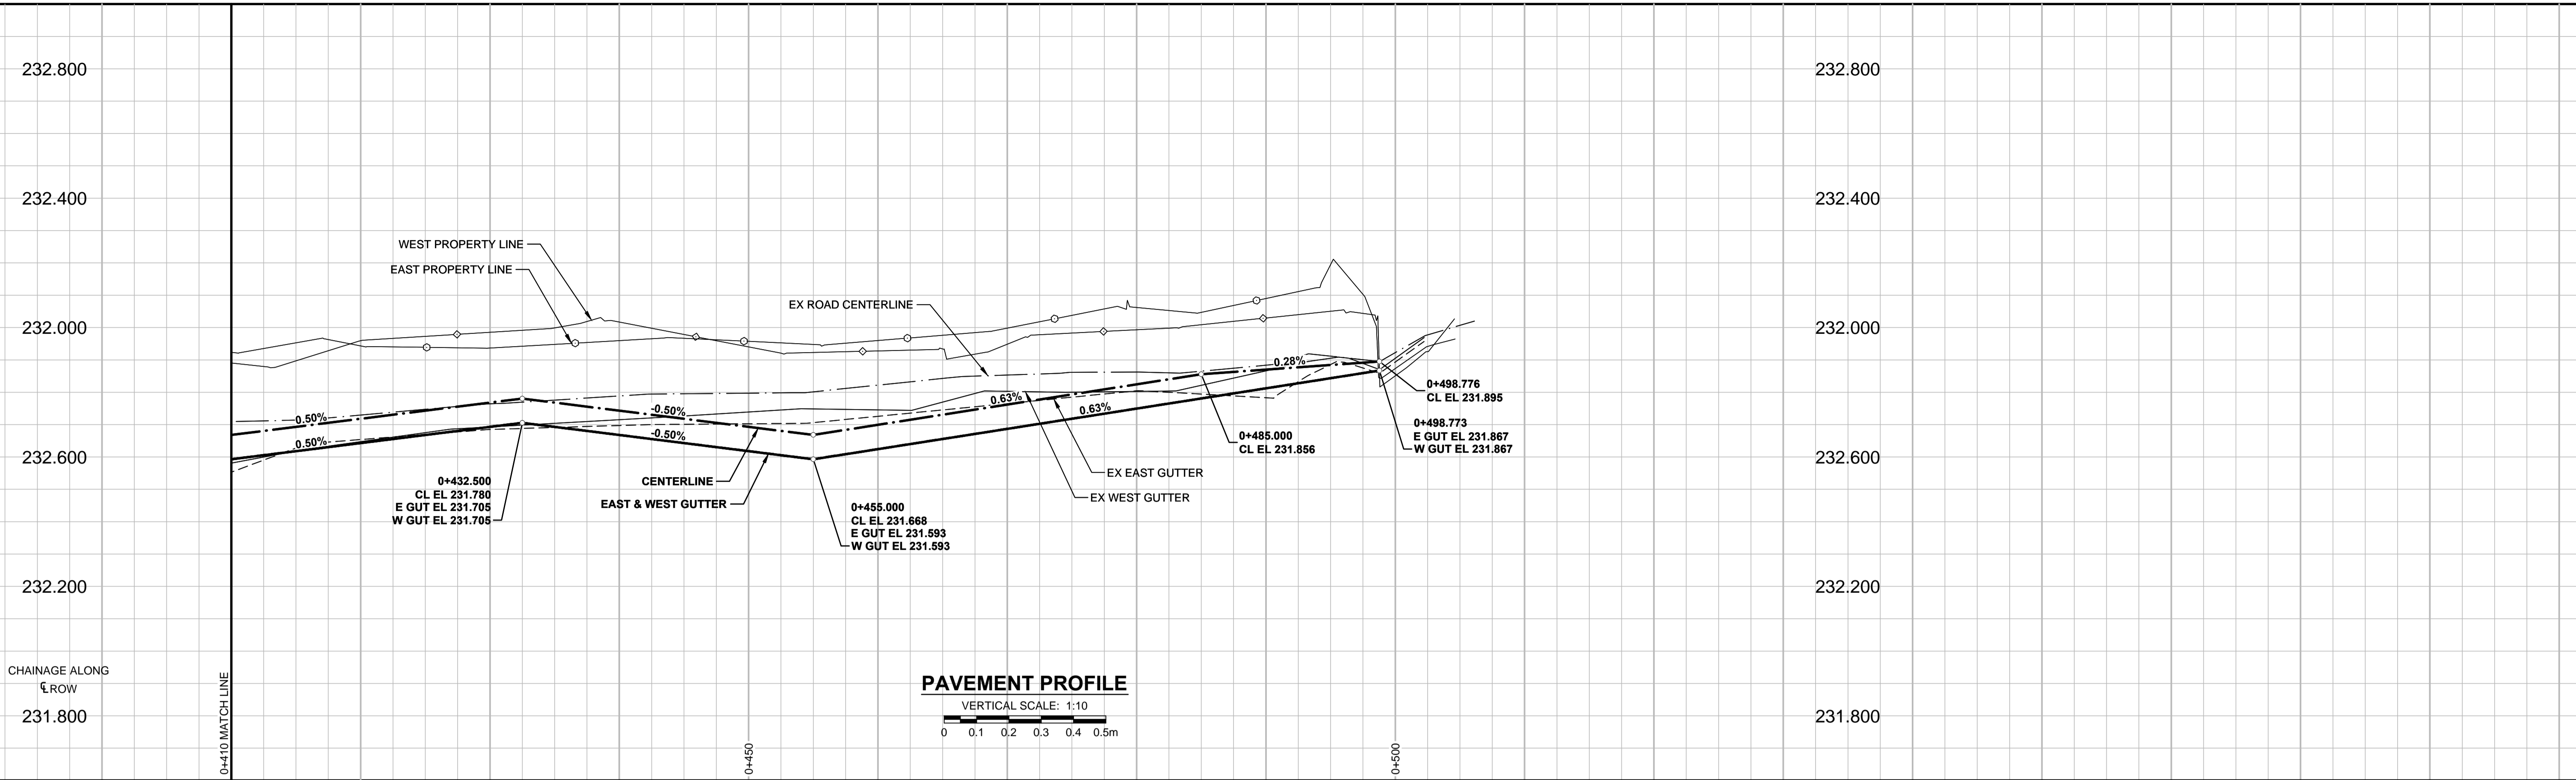 232.800
232.800
232.400
232.400
WEST PROPERTY LINE
EAST PROPERTY LINE
EX ROAD CENTERLINE
232.000
232.000
0.50%
-0.50%
0.63%
0.28%
0.50%
-0.50%
0.63%
0+498.776
CL EL 231.895
0+498.773
E GUT EL 231.867
W GUT EL 231.867
0+485.000
CL EL 231.856
232.600
232.600
EX EAST GUTTER
EX WEST GUTTER
CENTERLINE
EAST & WEST GUTTER
0+432.500
CL EL 231.780
E GUT EL 231.705
W GUT EL 231.705
0+455.000
CL EL 231.668
E GUT EL 231.593
W GUT EL 231.593
232.200
232.200
CHAINAGE ALONG
℄ ROW
231.800
231.800
0+410 MATCH LINE
PAVEMENT PROFILE
VERTICAL SCALE: 1:10
0 0.1 0.2 0.3 0.4 0.5m
0+450
0+500